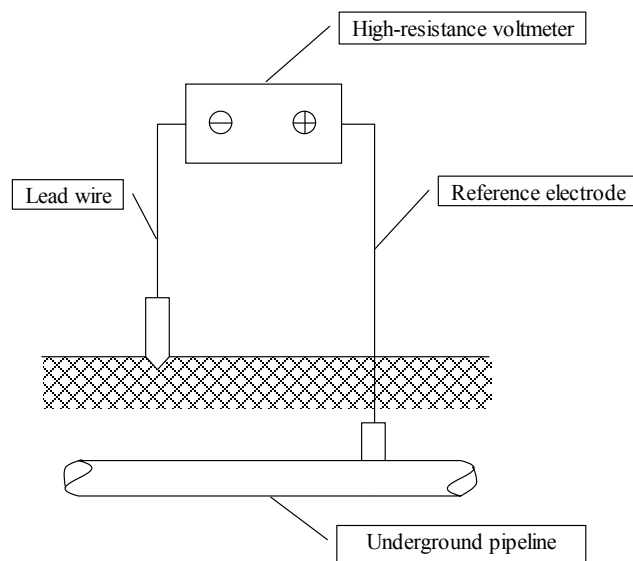 High-resistance voltmeter
Lead wire
Reference electrode
Underground pipeline